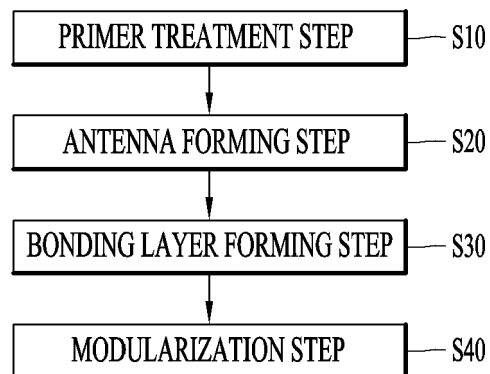 PRIMER TREATMENT STEP S10
ANTENNA FORMING STEP S20
BONDING LAYER FORMING STEP S30
MODULARIZATION STEP S40